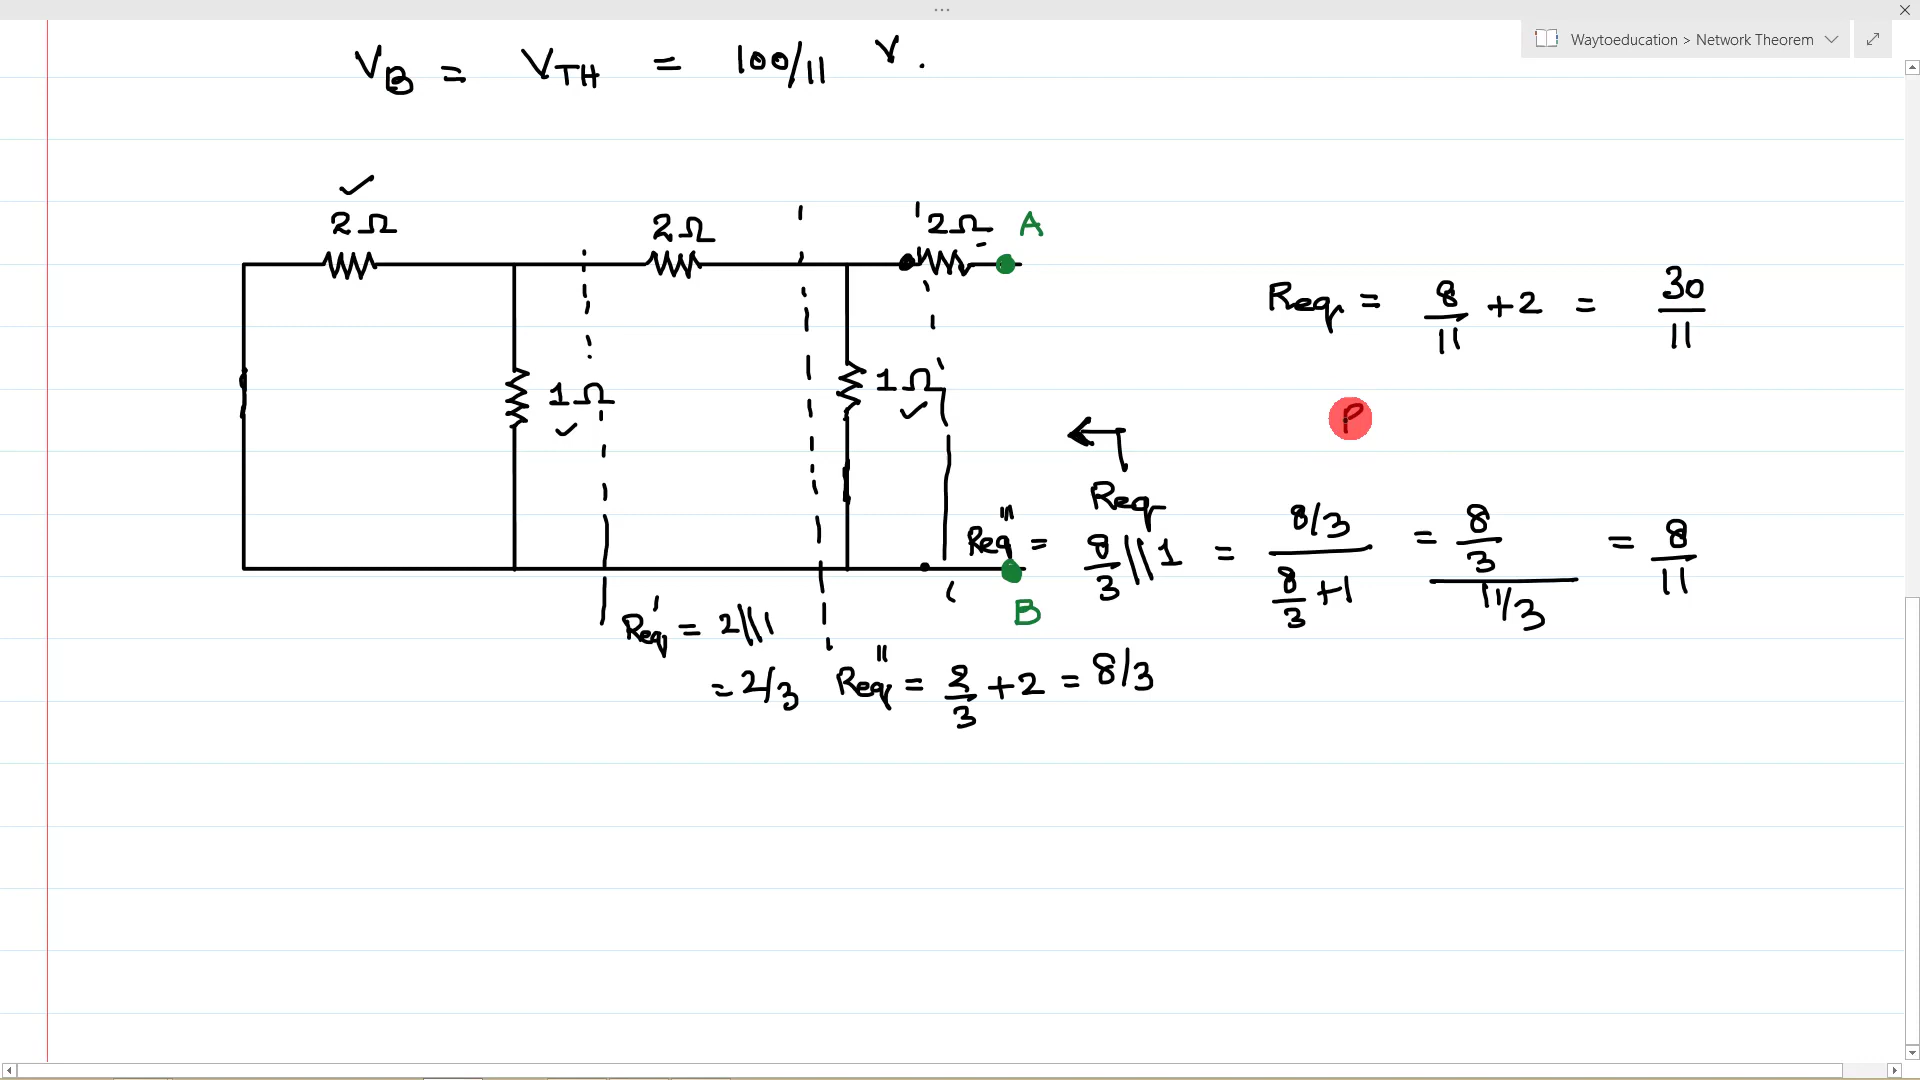 Waytoeducation > Network Theorem
V_B = V_TH = 100/11 V.
2Ω 2Ω 2Ω A
Req = 8/11 + 2 = 30/11
1Ω 1Ω
P
Req
Req''' = 8/3 || 1 = (8/3)/(8/3 + 1) = (8/3)/(11/3) = 8/11
B
Req' = 2||1
= 2/3
Req'' = 2/3 + 2 = 8/3